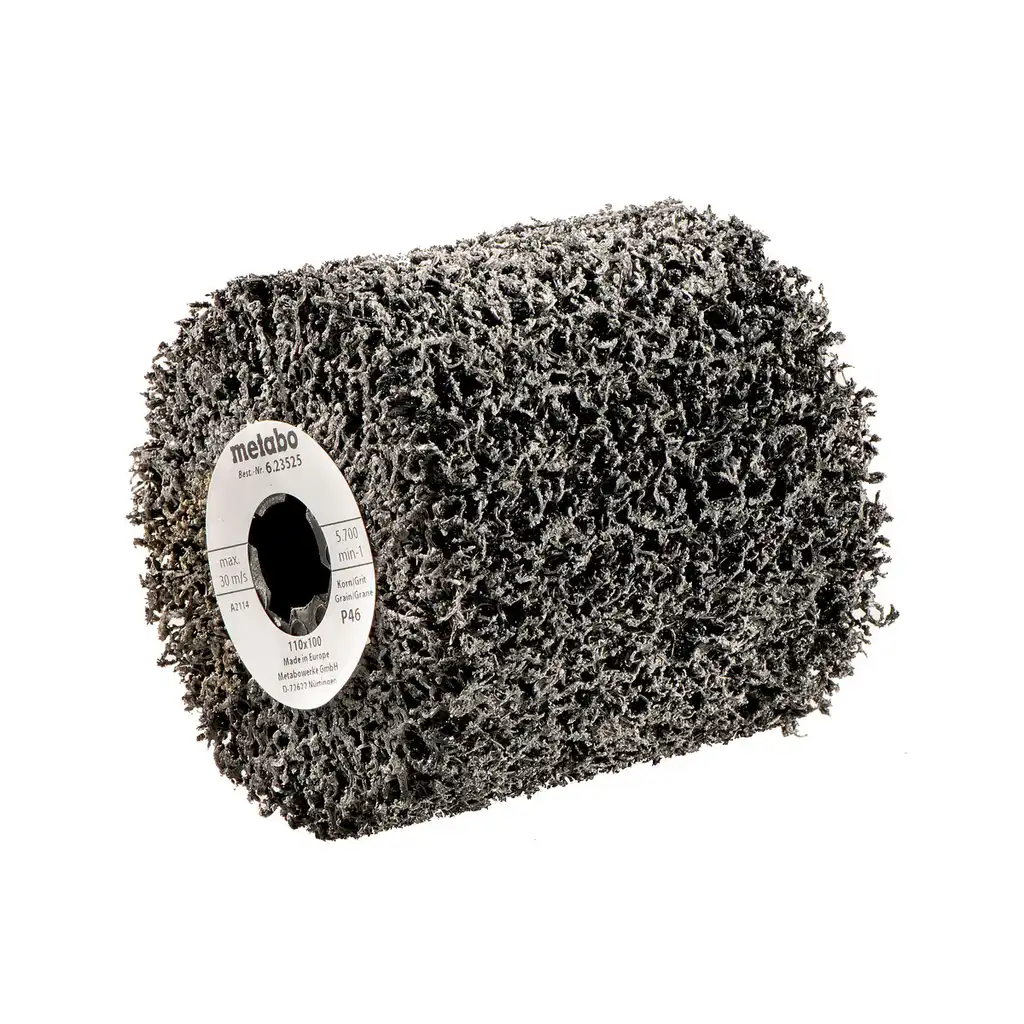 metabo
Best.-Nr. 6.23525
max.
30 m/s
5.700
min-1
A2114
Korn/Grit
Grain/Grane
P46
110x100
Made in Europe
Metabowerke GmbH
D-72622 Nürtingen